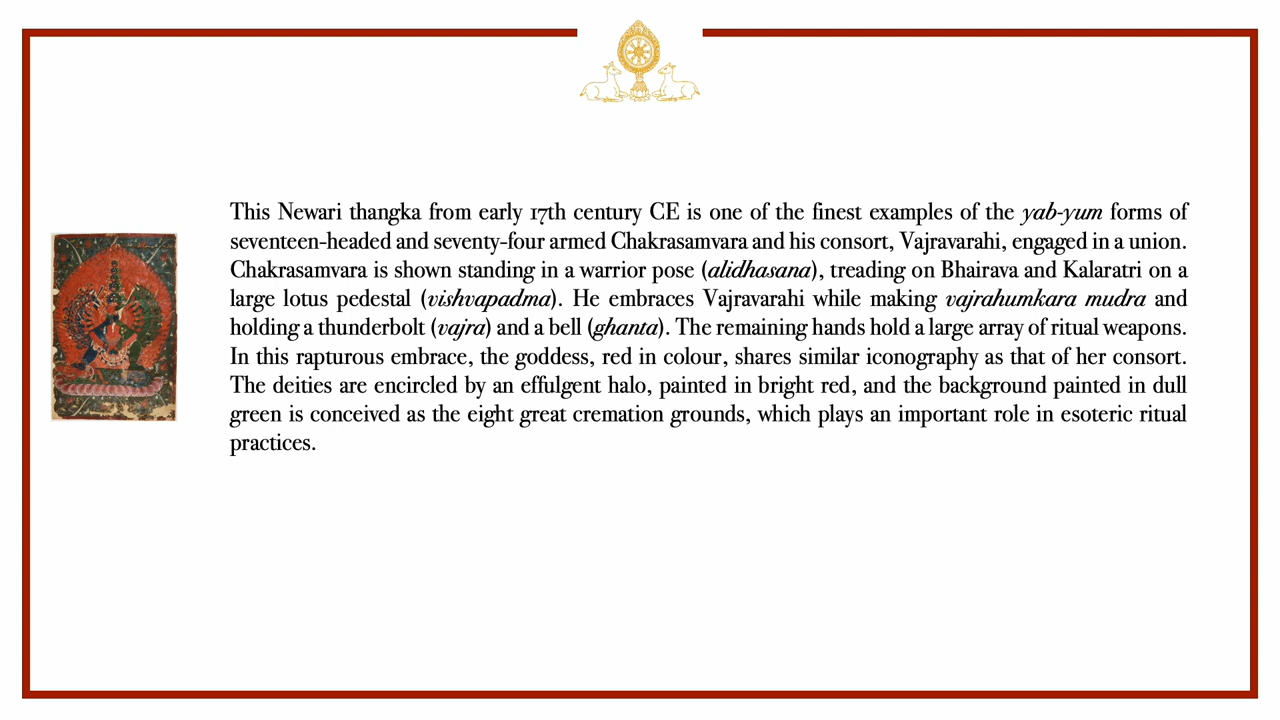 This Newari thangka from early 17th century CE is one of the finest examples of the yab-yum forms of
seventeen-headed and seventy-four armed Chakrasamvara and his consort, Vajravarahi, engaged in a union.
Chakrasamvara is shown standing in a warrior pose (alidhasana), treading on Bhairava and Kalaratri on a
large lotus pedestal (vishvapadma). He embraces Vajravarahi while making vajrahumkara mudra and
holding a thunderbolt (vajra) and a bell (ghanta). The remaining hands hold a large array of ritual weapons.
In this rapturous embrace, the goddess, red in colour, shares similar iconography as that of her consort.
The deities are encircled by an effulgent halo, painted in bright red, and the background painted in dull
green is conceived as the eight great cremation grounds, which plays an important role in esoteric ritual
practices.